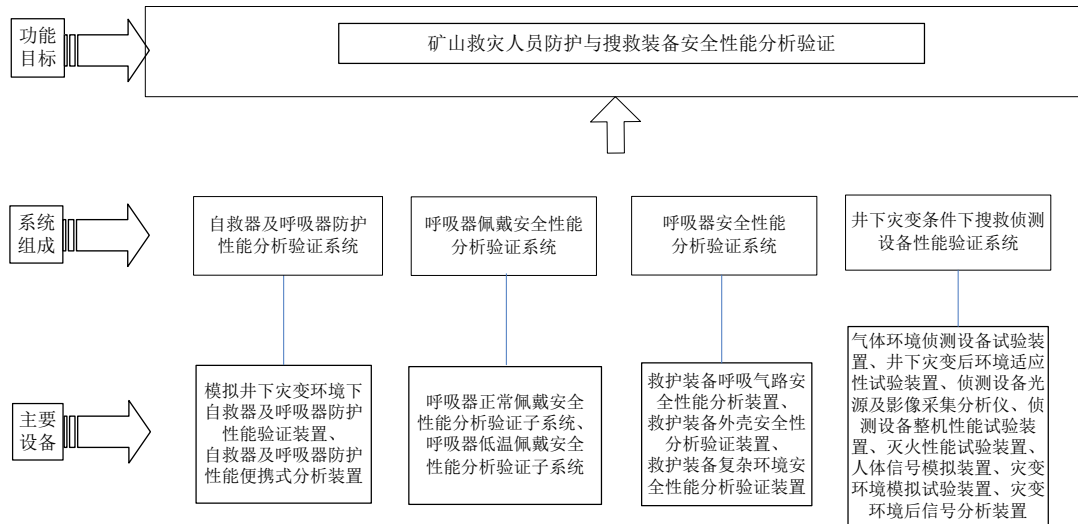 功能
目标
矿山救灾人员防护与搜救装备安全性能分析验证
系统
组成
自救器及呼吸器防护
性能分析验证系统
呼吸器佩戴安全性能
分析验证系统
呼吸器安全性能
分析验证系统
井下灾变条件下搜救侦测
设备性能验证系统
主要
设备
模拟井下灾变环境下
自救器及呼吸器防护
性能验证装置、
自救器及呼吸器防护
性能便携式分析装置
呼吸器正常佩戴安全
性能分析验证子系统、
呼吸器低温佩戴安全
性能分析验证子系统
救护装备呼吸气路安
全性能分析装置、
救护装备外壳安全性
分析验证装置、
救护装备复杂环境安
全性能分析验证装置
气体环境侦测设备试验装
置、井下灾变后环境适应
性试验装置、侦测设备光
源及影像采集分析仪、侦
测设备整机性能试验装
置、灭火性能试验装置、
人体信号模拟装置、灾变
环境模拟试验装置、灾变
环境后信号分析装置